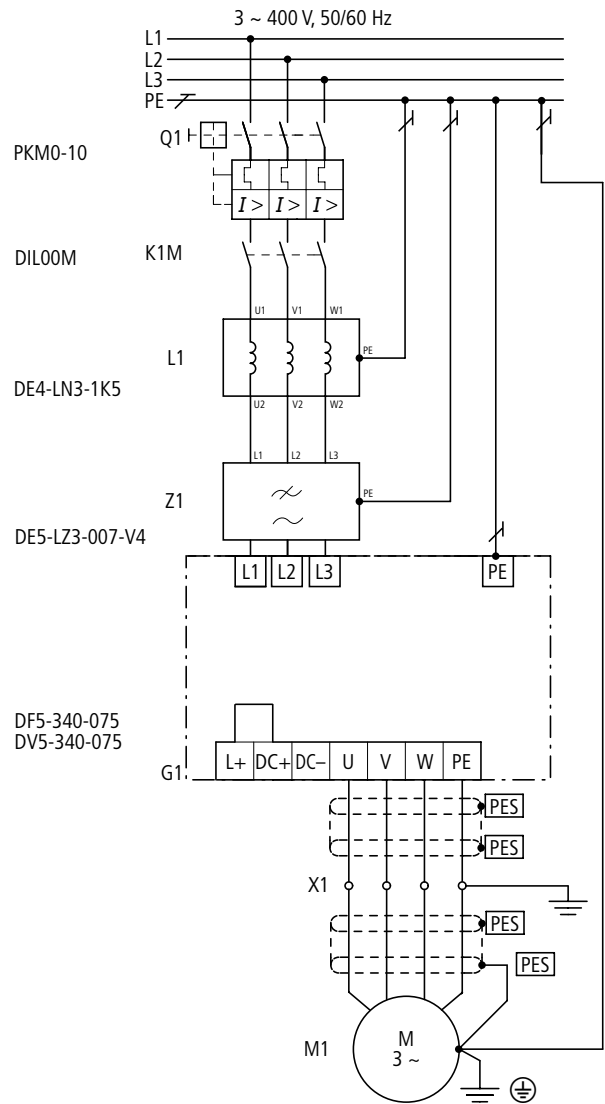 3 ~ 400 V, 50/60 Hz
L1
L2
L3
PE
Q1
PKM0-10
I > I > I >
DIL00M
K1M
U1 V1 W1
L1
PE
DE4-LN3-1K5
U2 V2 W2
L1 L2 L3
Z1
PE
DE5-LZ3-007-V4
L1 L2 L3 PE
DF5-340-075
DV5-340-075
G1
L+ DC+ DC– U V W PE
PES
PES
X1
PES
PES
M1
M
3 ~